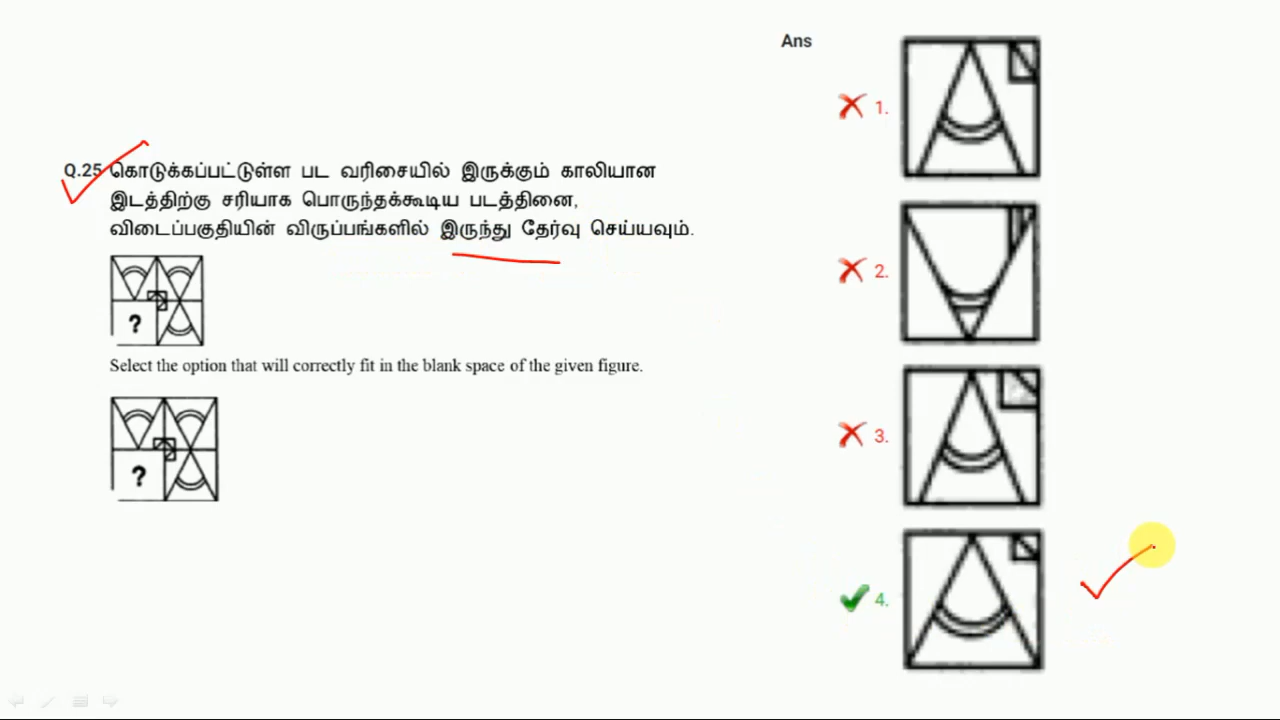 Q.25 கொடுக்கப்பட்டுள்ள பட வரிசையில் இருக்கும் காலியான
இடத்திற்கு சரியாக பொருந்தக்கூடிய படத்தினை,
விடைப்பகுதியின் விருப்பங்களில் இருந்து தேர்வு செய்யவும்.
?
Select the option that will correctly fit in the blank space of the given figure.
?
Ans
1.
2.
3.
4.